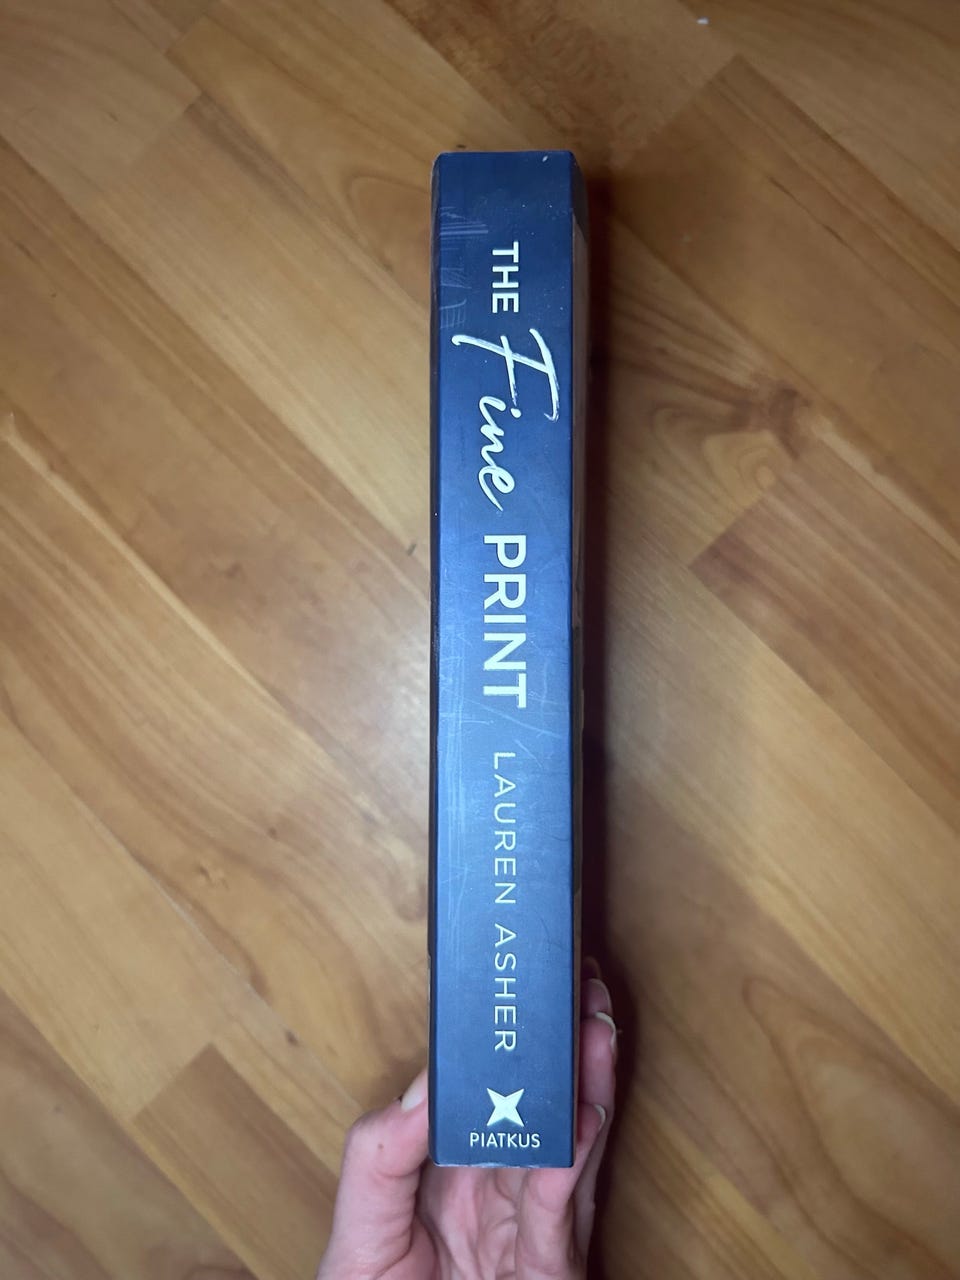 THE Fine PRINT LAUREN ASHER
PIATKUS